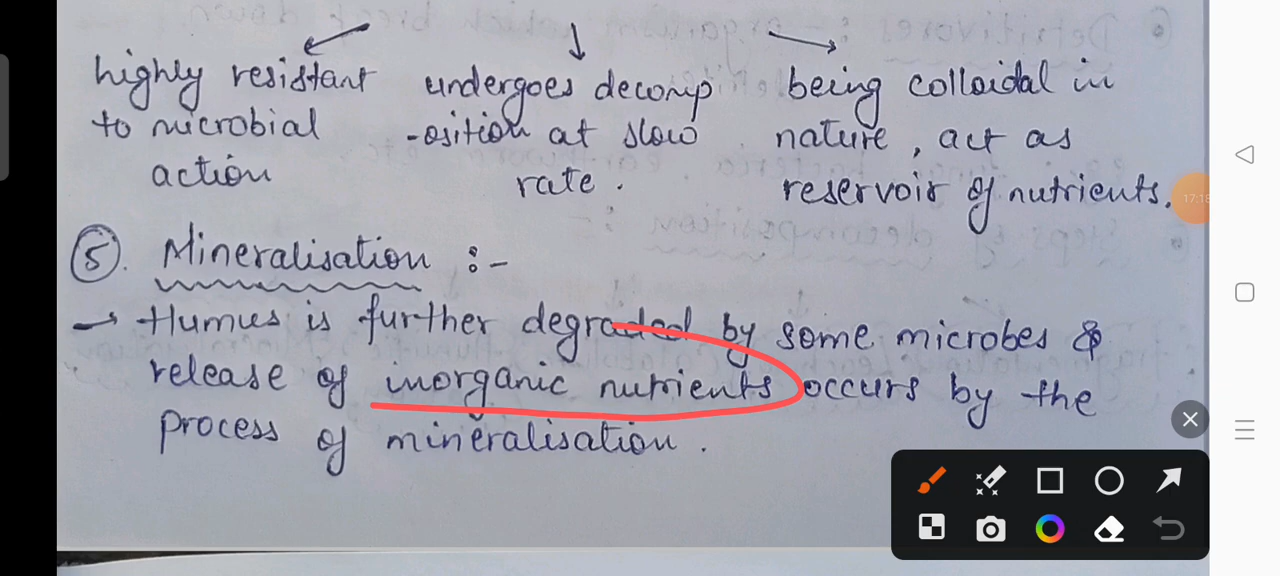 highly resistant
to microbial
action
undergoes decomp
-osition at slow
rate.
being colloidal in
nature, act as
reservoir of nutrients.
17:18
5. Mineralisation :-
→ Humus is further degraded by some microbes &
release of inorganic nutrients occurs by the
process of mineralisation.